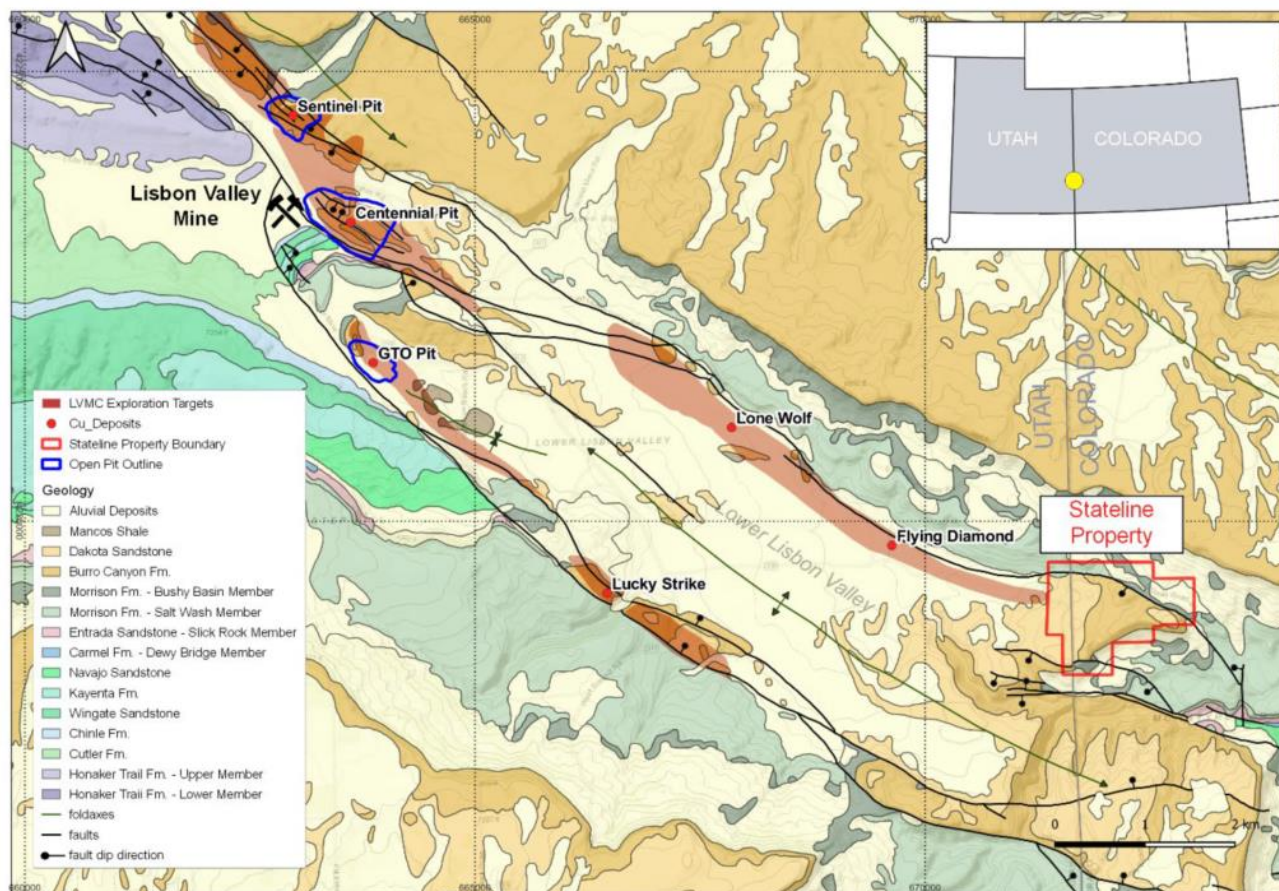 660000
665000
670000
Sentinel Pit
UTAH
COLORADO
Lisbon Valley
Mine
Centennial Pit
GTO Pit
UTAH
COLORADO
Lone Wolf
LOWER LISBON VALLEY
Lower Lisbon Valley
Stateline
Property
Flying Diamond
Lucky Strike
LVMC Exploration Targets
Cu_Deposits
Stateline Property Boundary
Open Pit Outline
Geology
Aluvial Deposits
Mancos Shale
Dakota Sandstone
Burro Canyon Fm.
Morrison Fm. - Bushy Basin Member
Morrison Fm. - Salt Wash Member
Entrada Sandstone - Slick Rock Member
Carmel Fm. - Dewy Bridge Member
Navajo Sandstone
Kayenta Fm.
Wingate Sandstone
Chinle Fm.
Cutler Fm.
Honaker Trail Fm. - Upper Member
Honaker Trail Fm. - Lower Member
foldaxes
faults
fault dip direction
0 1 2 km
660000
665000
670000